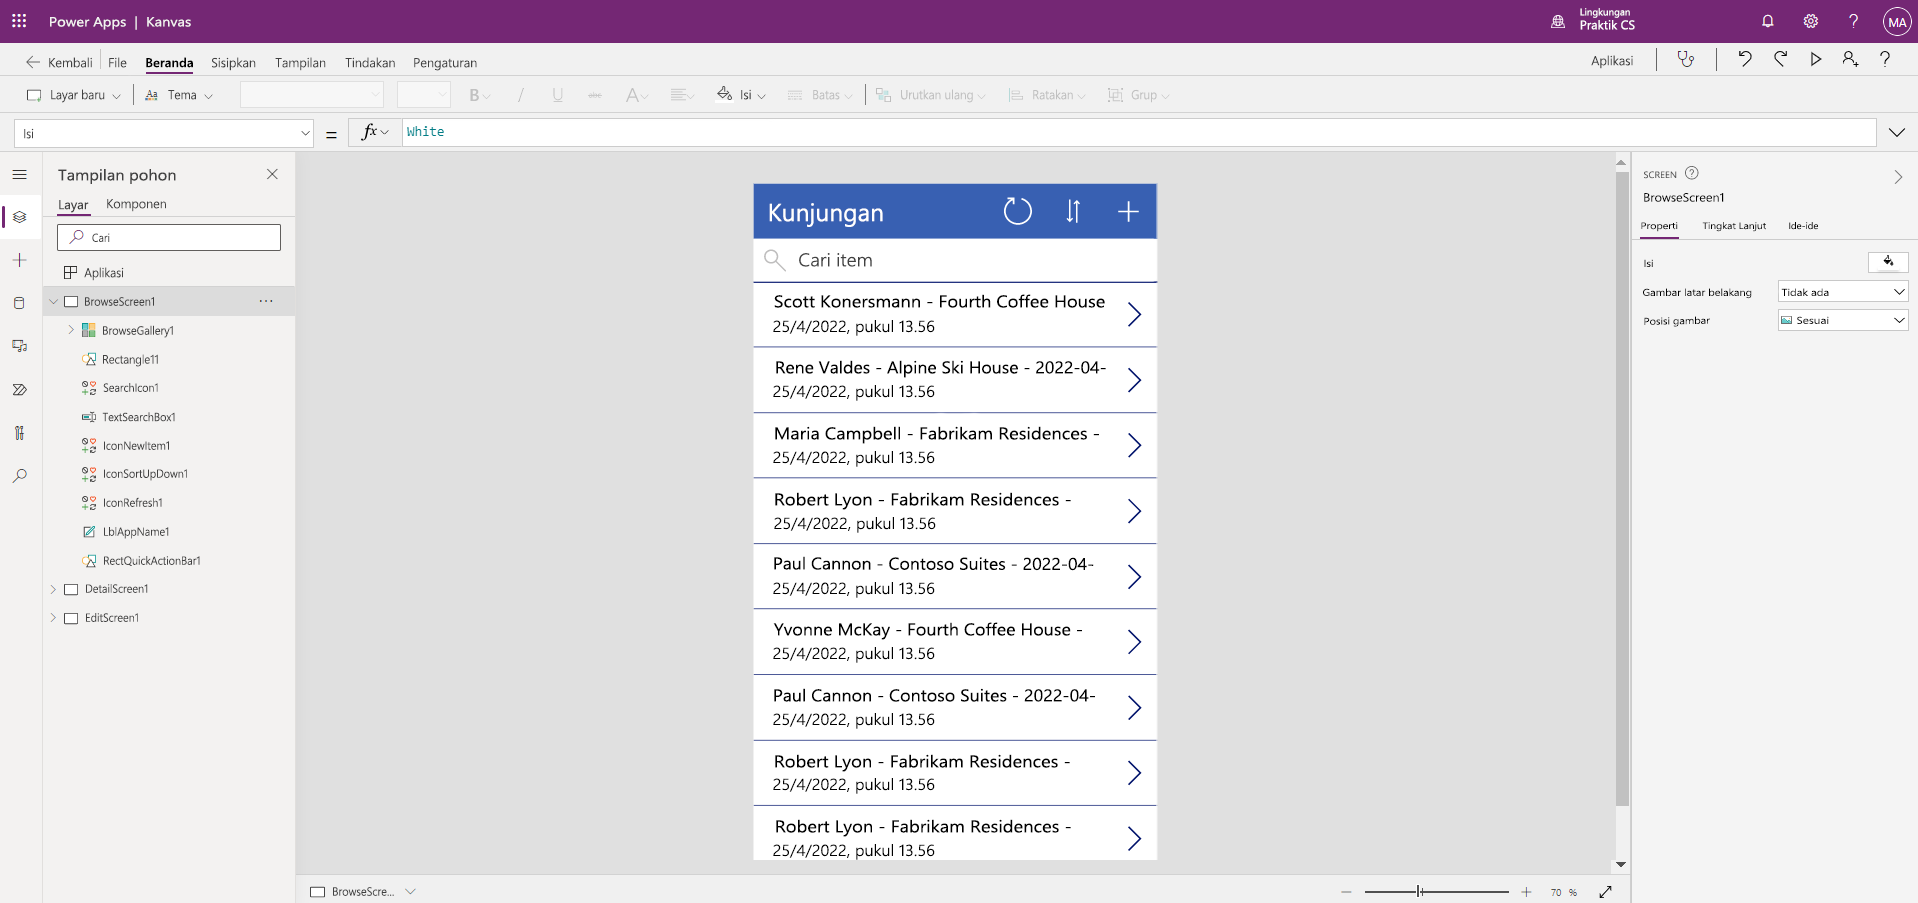 Power Apps | Kanvas
Lingkungan
Praktik CS
MA
Kembali File Beranda Sisipkan Tampilan Tindakan Pengaturan
Aplikasi
Layar baru Tema B / U abc A Isi Batas Urutkan ulang Ratakan Grup
Isi = fx White
Tampilan pohon
Layar Komponen
Cari
Aplikasi
BrowseScreen1 ...
BrowseGallery1
Rectangle11
SearchIcon1
TextSearchBox1
IconNewItem1
IconSortUpDown1
IconRefresh1
LblAppName1
RectQuickActionBar1
DetailScreen1
EditScreen1
Kunjungan
Cari item
Scott Konersmann - Fourth Coffee House
25/4/2022, pukul 13.56
Rene Valdes - Alpine Ski House - 2022-04-
25/4/2022, pukul 13.56
Maria Campbell - Fabrikam Residences -
25/4/2022, pukul 13.56
Robert Lyon - Fabrikam Residences -
25/4/2022, pukul 13.56
Paul Cannon - Contoso Suites - 2022-04-
25/4/2022, pukul 13.56
Yvonne McKay - Fourth Coffee House -
25/4/2022, pukul 13.56
Paul Cannon - Contoso Suites - 2022-04-
25/4/2022, pukul 13.56
Robert Lyon - Fabrikam Residences -
25/4/2022, pukul 13.56
Robert Lyon - Fabrikam Residences -
25/4/2022, pukul 13.56
SCREEN
BrowseScreen1
Properti Tingkat Lanjut Ide-ide
Isi
Gambar latar belakang Tidak ada
Posisi gambar Sesuai
BrowseScre...
70 %